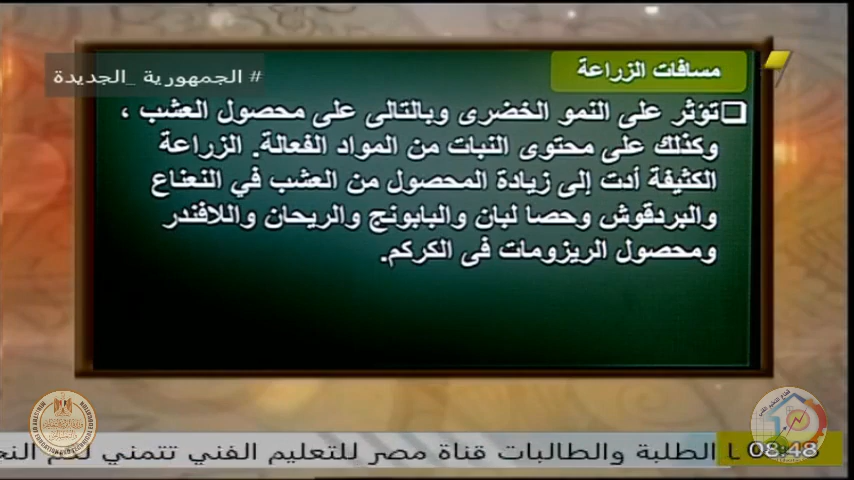 # الجمهورية _الجديدة
مسافات الزراعة
❑تؤثر على النمو الخضرى وبالتالى على محصول العشب ،
وكذلك على محتوى النبات من المواد الفعالة. الزراعة
الكثيفة أدت إلى زيادة المحصول من العشب في النعناع
والبردقوش وحصا لبان والبابونج والريحان واللافندر
ومحصول الريزومات فى الكركم.
الطلبة والطالبات قناة مصر للتعليم الفني تتمني لكم
08:48